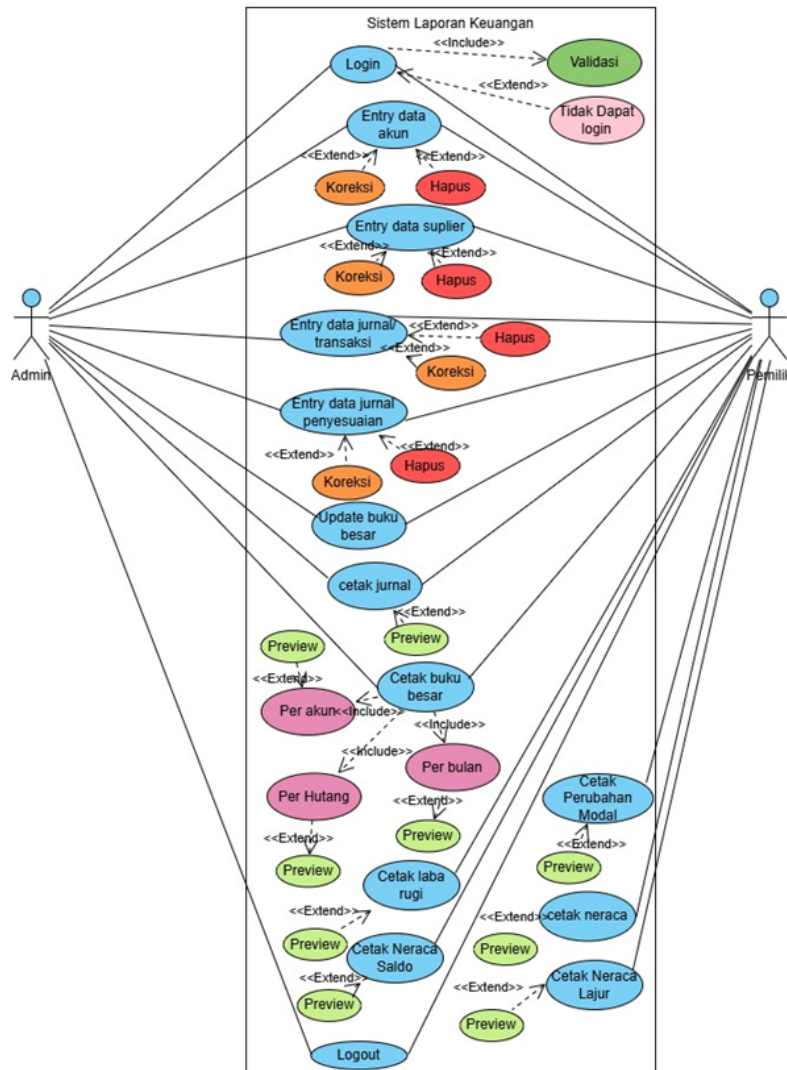 Sistem Laporan Keuangan
<<Include>>
Login
Validasi
<<Extend>>
Tidak Dapat
login
Entry data
akun
<<Extend>>
<<Extend>>
Koreksi
Hapus
Entry data suplier
<<Extend>>
<<Extend>>
Koreksi
Hapus
Admin
Pemilik
Entry data jurnal/
transaksi
<<Extend>>
Hapus
<<Extend>>
Koreksi
Entry data jurnal
penyesuaian
<<Extend>>
<<Extend>>
Hapus
Koreksi
Update buku
besar
cetak jurnal
<<Extend>>
Preview
Preview
<<Extend>>
Cetak buku
besar
Per akun
<<Include>>
<<Include>>
<<Include>>
Per bulan
Per Hutang
<<Extend>>
Preview
<<Extend>>
Preview
Cetak
Perubahan
Modal
<<Extend>>
Preview
Cetak laba
rugi
<<Extend>>
Preview
cetak neraca
<<Extend>>
Preview
Cetak Neraca
Saldo
<<Extend>>
Preview
Cetak Neraca
Lajur
<<Extend>>
Preview
Logout